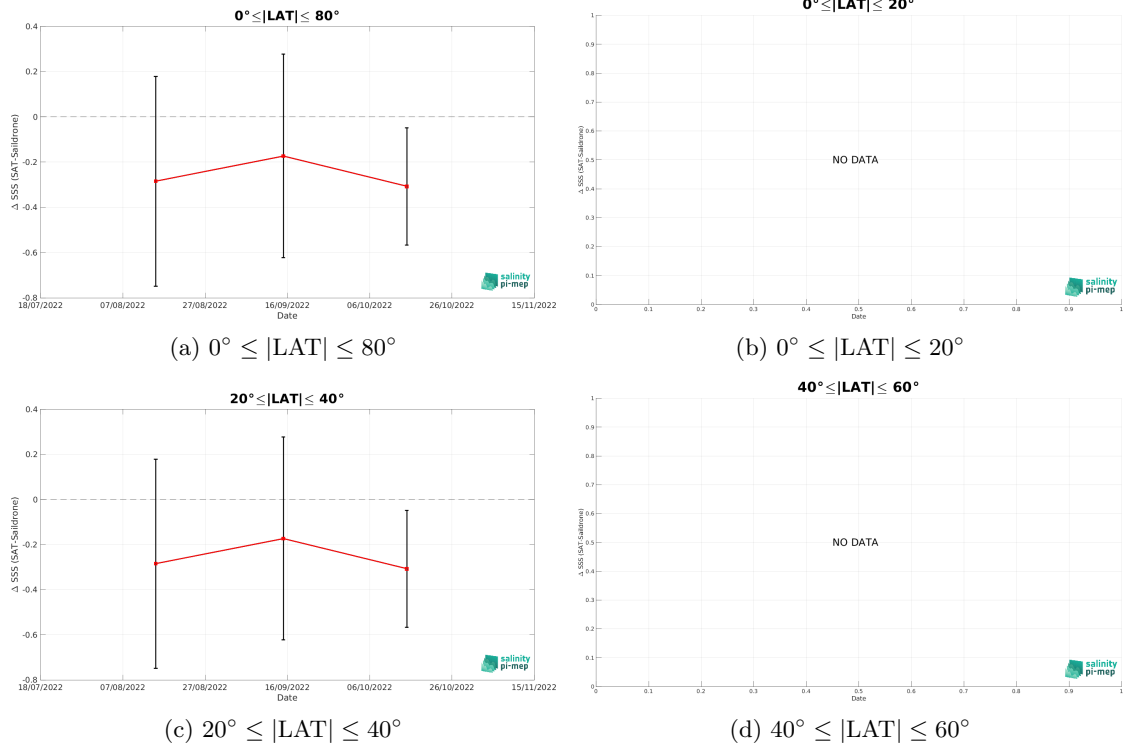 0°≤|LAT|≤ 80°
0.4
0.2
0
-0.2
-0.4
-0.6
-0.8
Δ SSS (SAT-Saildrone)
18/07/2022 07/08/2022 27/08/2022 16/09/2022 06/10/2022 26/10/2022 15/11/2022
Date
salinity
pi-mep
(a) 0° ≤ |LAT| ≤ 80°
0°≤|LAT|≤ 20°
1
0.9
0.8
0.7
0.6
0.5
0.4
0.3
0.2
0.1
0
Δ SSS (SAT-Saildrone)
NO DATA
0 0.1 0.2 0.3 0.4 0.5 0.6 0.7 0.8 0.9 1
Date
salinity
pi-mep
(b) 0° ≤ |LAT| ≤ 20°
20°≤|LAT|≤ 40°
0.4
0.2
0
-0.2
-0.4
-0.6
-0.8
Δ SSS (SAT-Saildrone)
18/07/2022 07/08/2022 27/08/2022 16/09/2022 06/10/2022 26/10/2022 15/11/2022
Date
salinity
pi-mep
(c) 20° ≤ |LAT| ≤ 40°
40°≤|LAT|≤ 60°
1
0.9
0.8
0.7
0.6
0.5
0.4
0.3
0.2
0.1
0
Δ SSS (SAT-Saildrone)
NO DATA
0 0.1 0.2 0.3 0.4 0.5 0.6 0.7 0.8 0.9 1
Date
salinity
pi-mep
(d) 40° ≤ |LAT| ≤ 60°